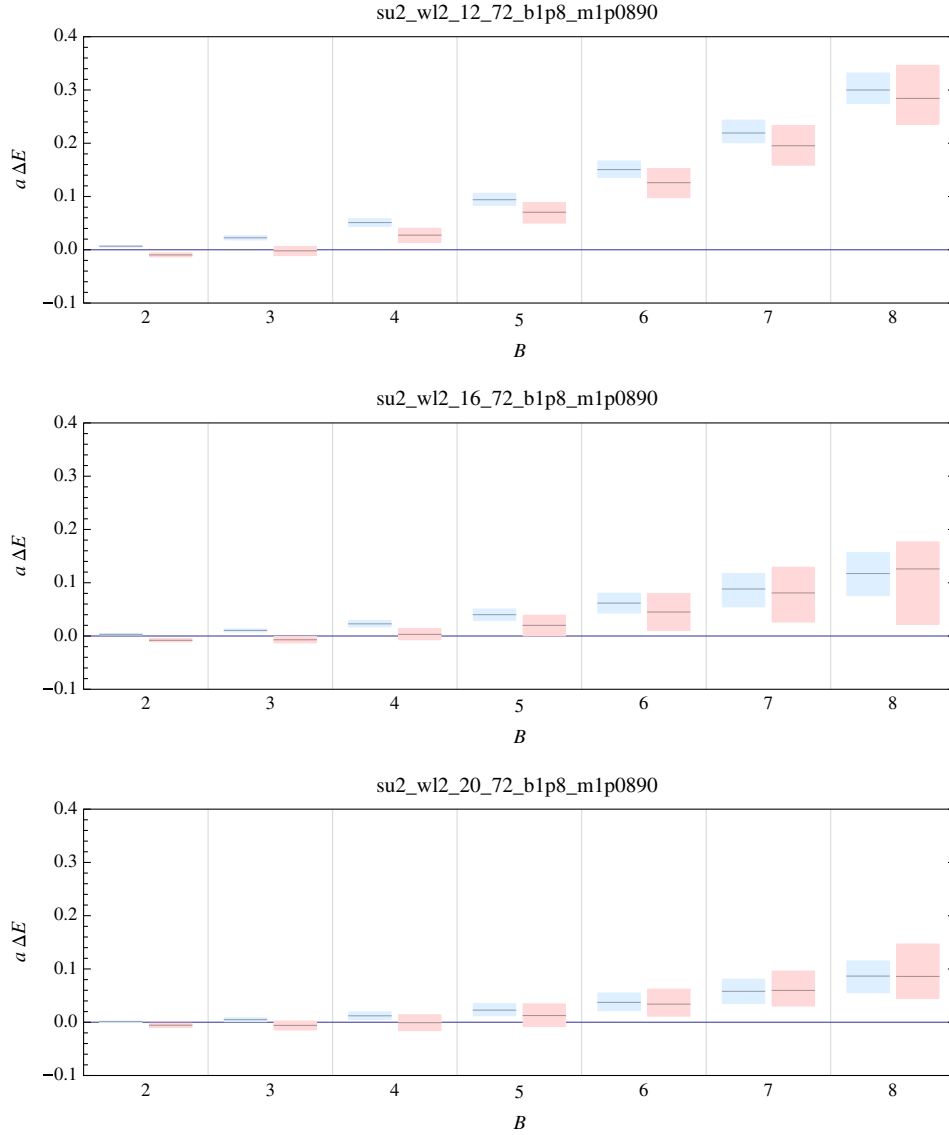 su2_wl2_12_72_b1p8_m1p0890
0.4
0.3
0.2
0.1
0.0
−0.1
a ΔE
2 3 4 5 6 7 8
B
su2_wl2_16_72_b1p8_m1p0890
0.4
0.3
0.2
0.1
0.0
−0.1
a ΔE
2 3 4 5 6 7 8
B
su2_wl2_20_72_b1p8_m1p0890
0.4
0.3
0.2
0.1
0.0
−0.1
a ΔE
2 3 4 5 6 7 8
B